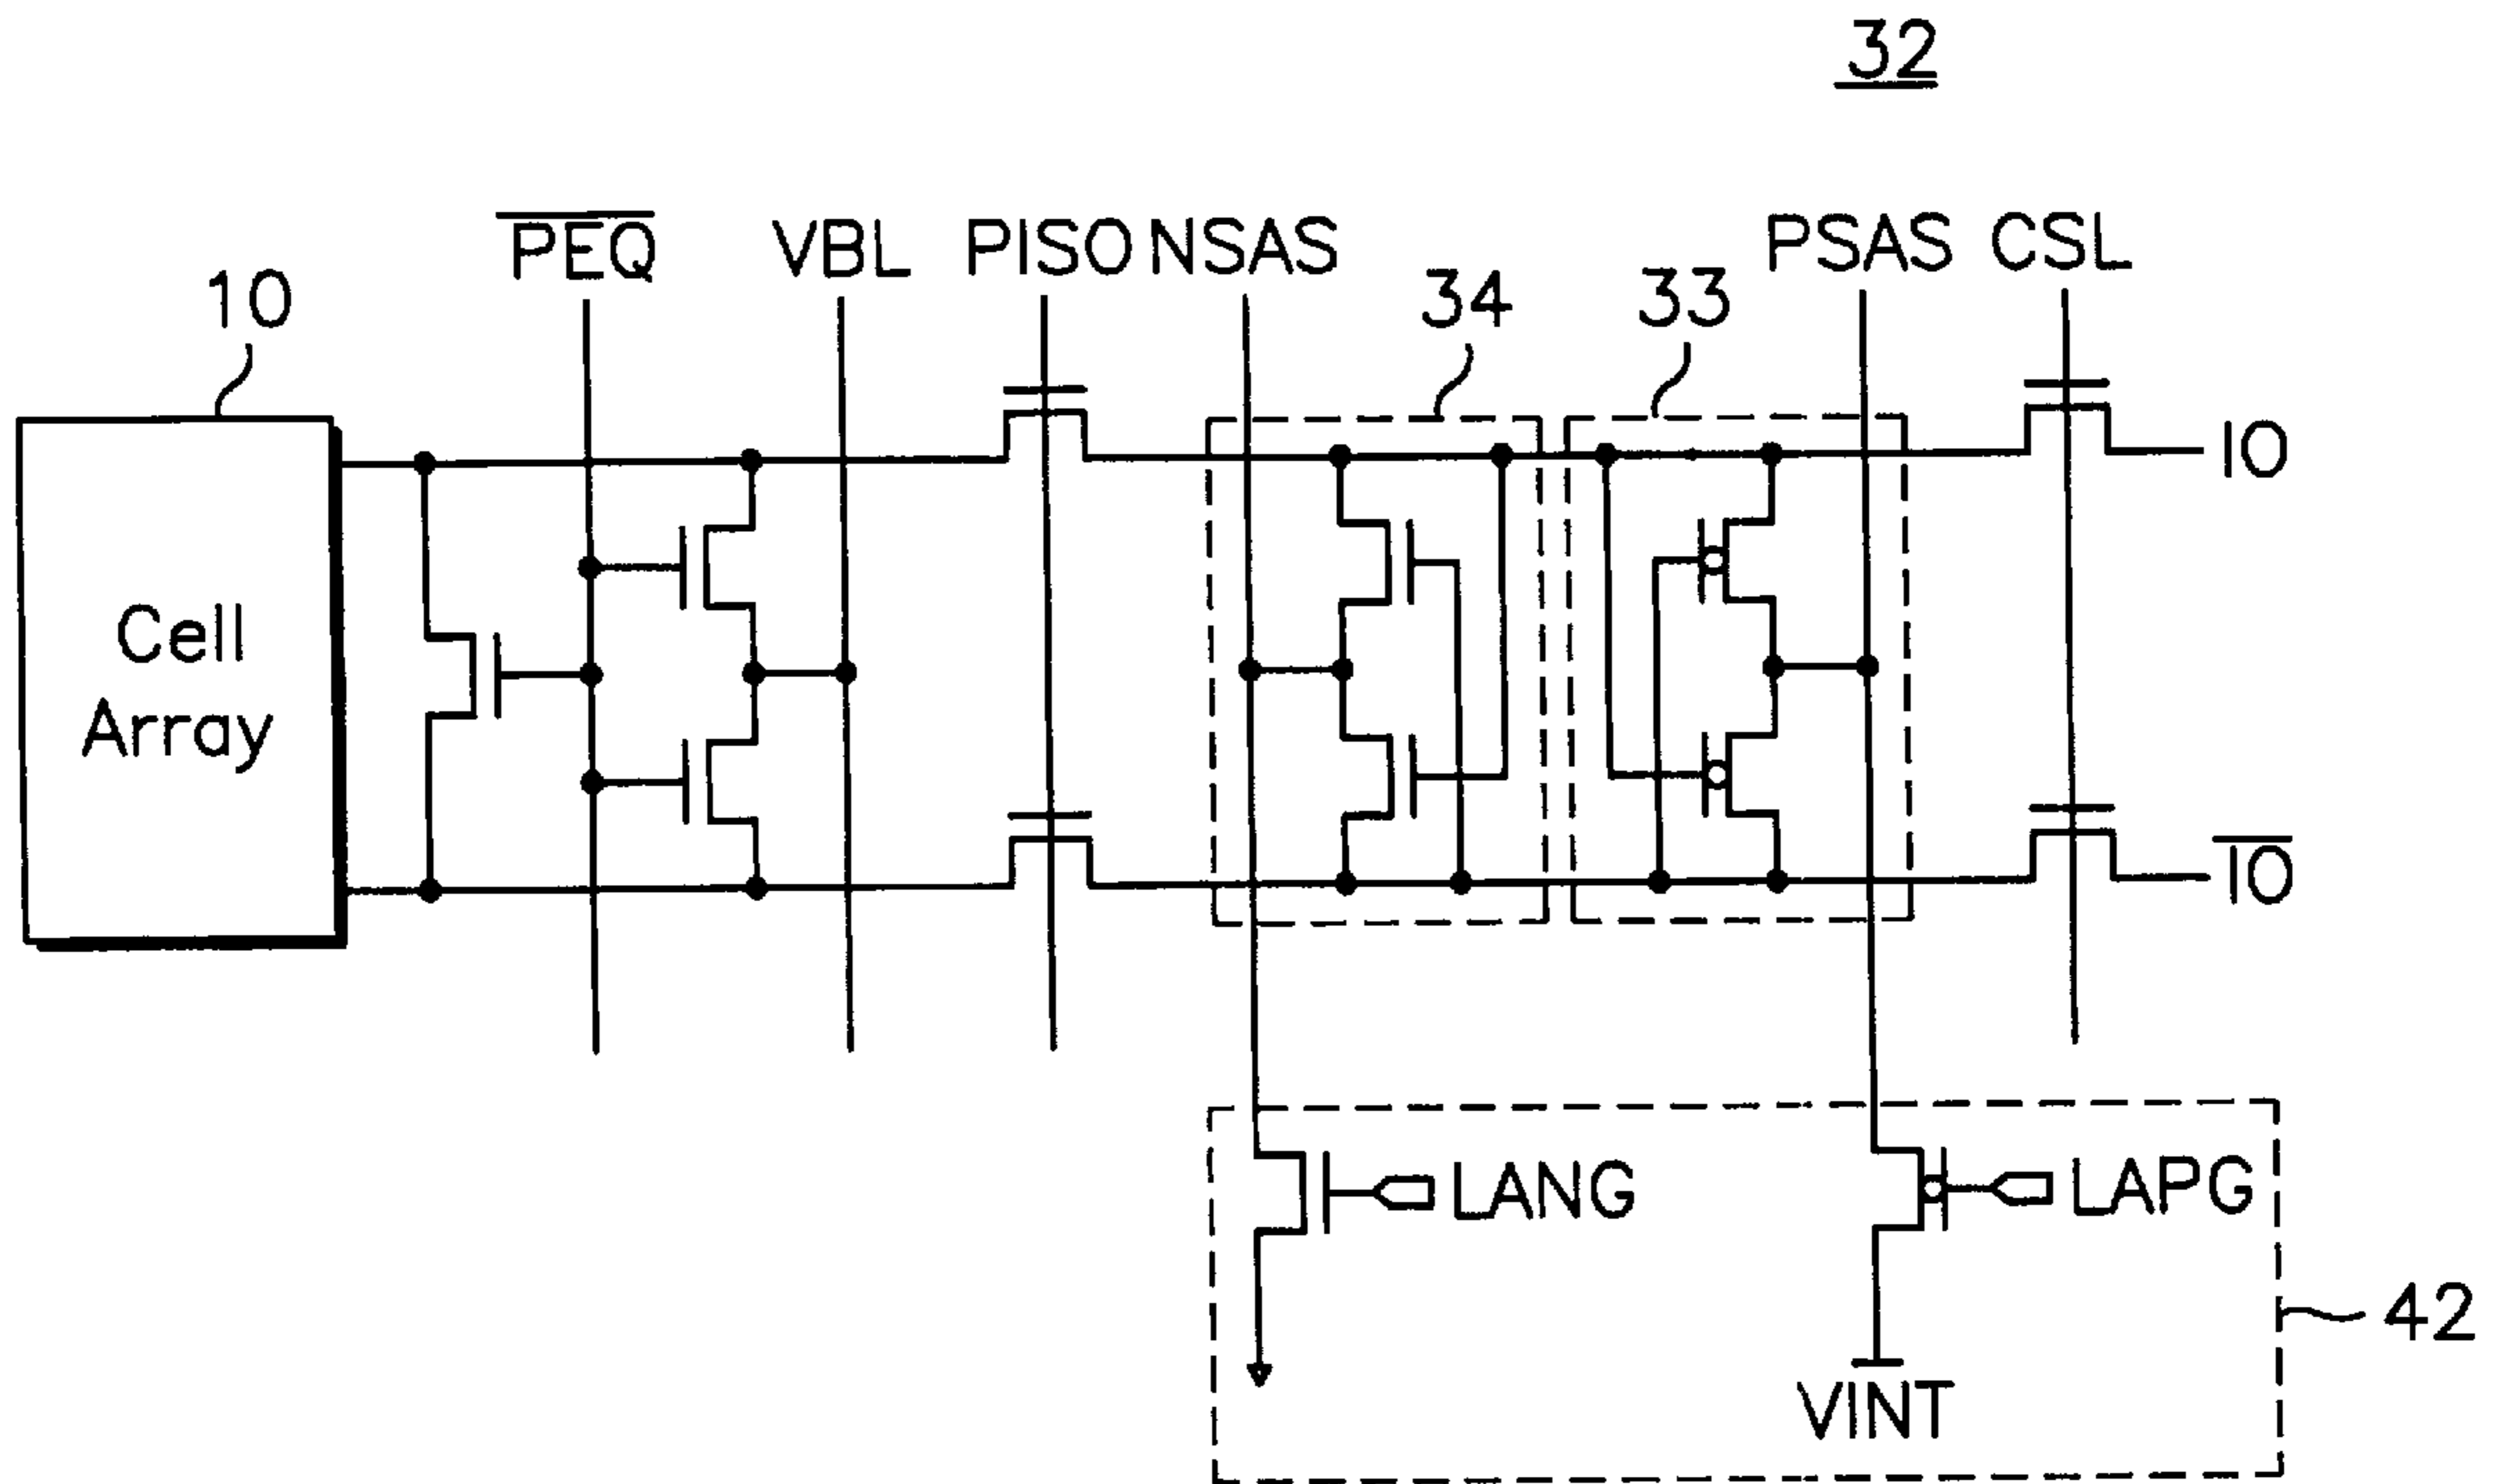 32
PEQ VBL PISO NSAS PSAS CSL
10 34 33
IO
Cell
Array
IO
LANG LAPG
42
VINT